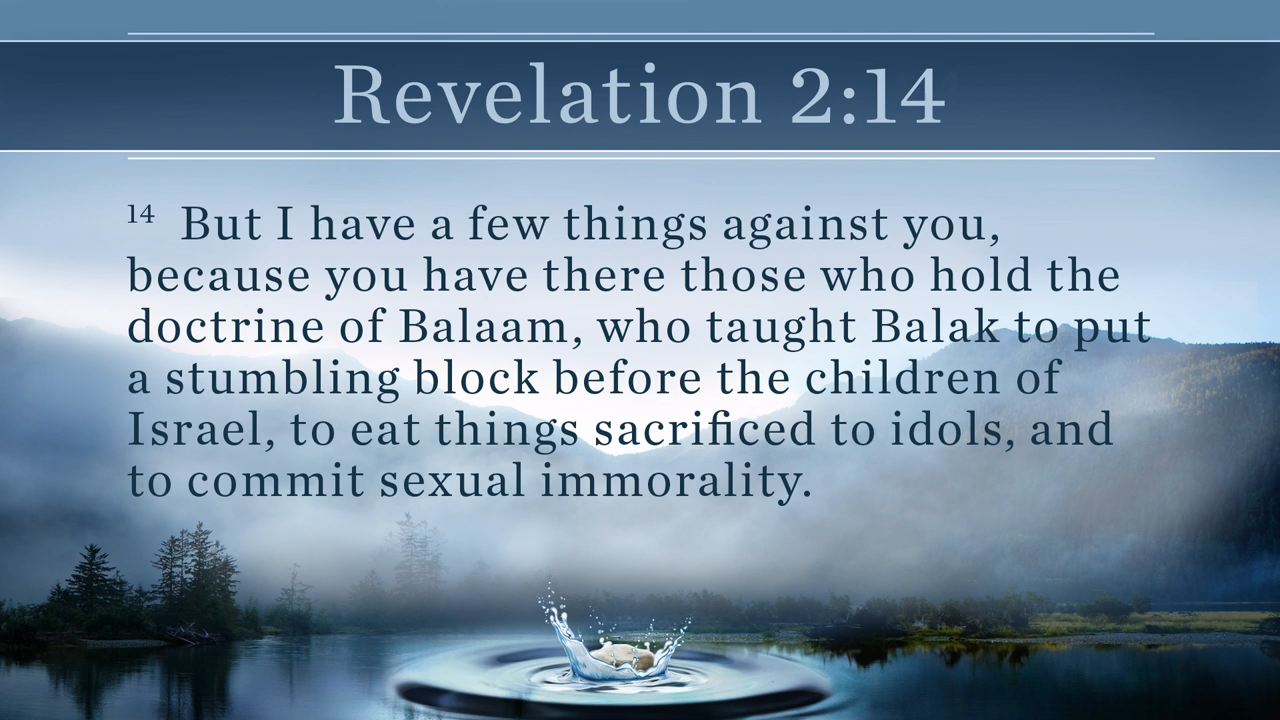 Revelation 2:14
14 But I have a few things against you,
because you have there those who hold the
doctrine of Balaam, who taught Balak to put
a stumbling block before the children of
Israel, to eat things sacrificed to idols, and
to commit sexual immorality.